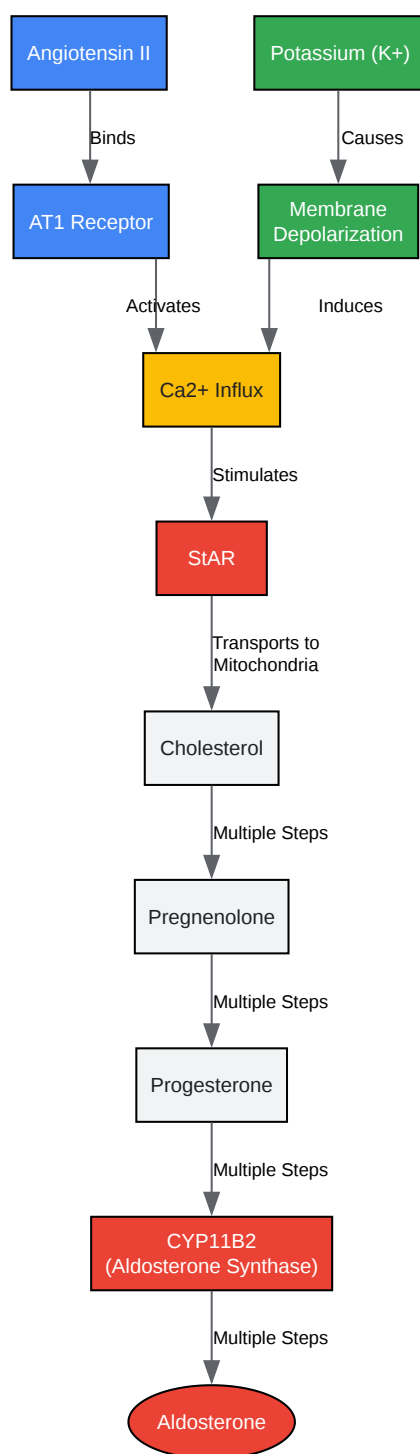 Angiotensin II
Potassium (K+)
Binds
Causes
AT1 Receptor
Membrane
Depolarization
Activates
Induces
Ca2+ Influx
Stimulates
StAR
Transports to
Mitochondria
Cholesterol
Multiple Steps
Pregnenolone
Multiple Steps
Progesterone
Multiple Steps
CYP11B2
(Aldosterone Synthase)
Multiple Steps
Aldosterone